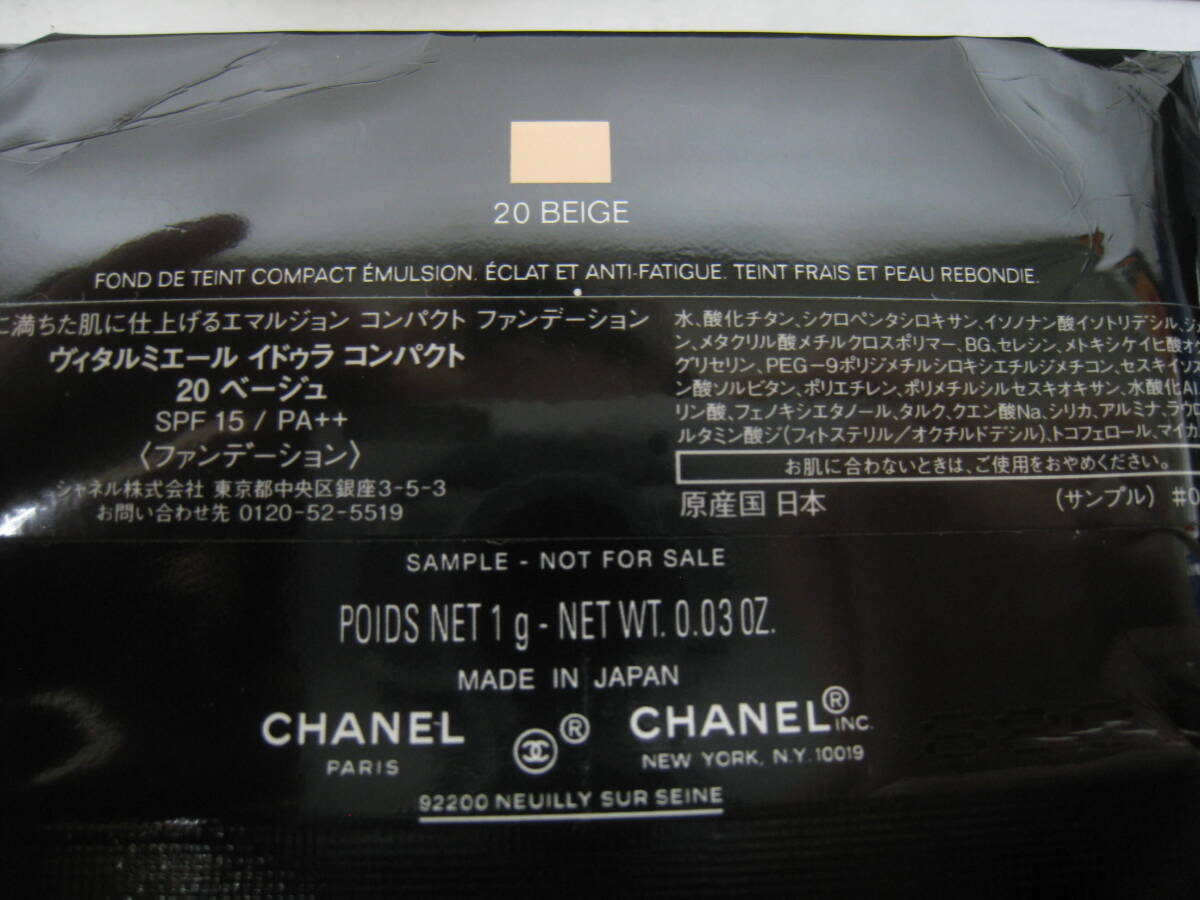 20 BEIGE
FOND DE TEINT COMPACT ÉMULSION. ÉCLAT ET ANTI-FATIGUE. TEINT FRAIS ET PEAU REBONDIE.
に満ちた肌に仕上げるエマルジョン コンパクト ファンデーション
ヴィタルミエール イドゥラ コンパクト
20 ベージュ
SPF 15 / PA++
〈ファンデーション〉
シャネル株式会社 東京都中央区銀座3-5-3
お問い合わせ先 0120-52-5519
水、酸化チタン、シクロペンタシロキサン、イソノナン酸イソトリデシル、
ン、メタクリル酸メチルクロスポリマー、BG、セレシン、メトキシケイヒ酸オク
グリセリン、PEG-9ポリジメチルシロキシエチルジメチコン、セスキイソス
ン酸ソルビタン、ポリエチレン、ポリメチルシルセスキオキサン、水酸化Al
リン酸、フェノキシエタノール、タルク、クエン酸Na、シリカ、アルミナ、ラウ
ルタミン酸ジ(フィトステリル/オクチルドデシル)、トコフェロール、マイカ
お肌に合わないときは、ご使用をおやめください。
原産国 日本 (サンプル) #0
SAMPLE - NOT FOR SALE
POIDS NET 1 g - NET WT. 0.03 OZ.
MADE IN JAPAN
CHANEL ® CHANEL® INC.
PARIS NEW YORK, N.Y. 10019
92200 NEUILLY SUR SEINE